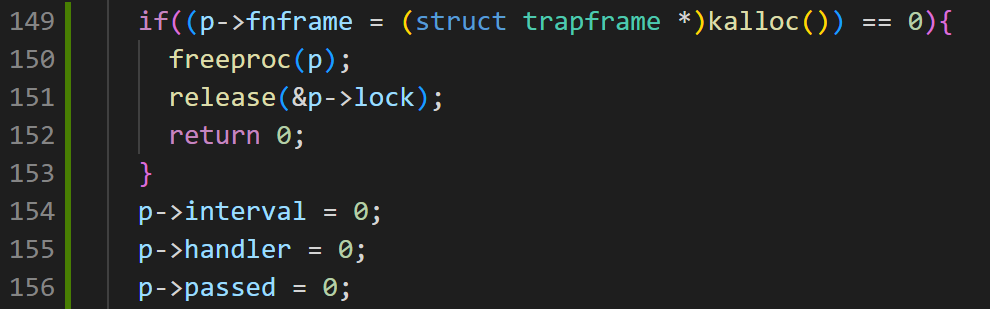 149 if((p->fnframe = (struct trapframe *)kalloc()) == 0){
150 freeproc(p);
151 release(&p->lock);
152 return 0;
153 }
154 p->interval = 0;
155 p->handler = 0;
156 p->passed = 0;